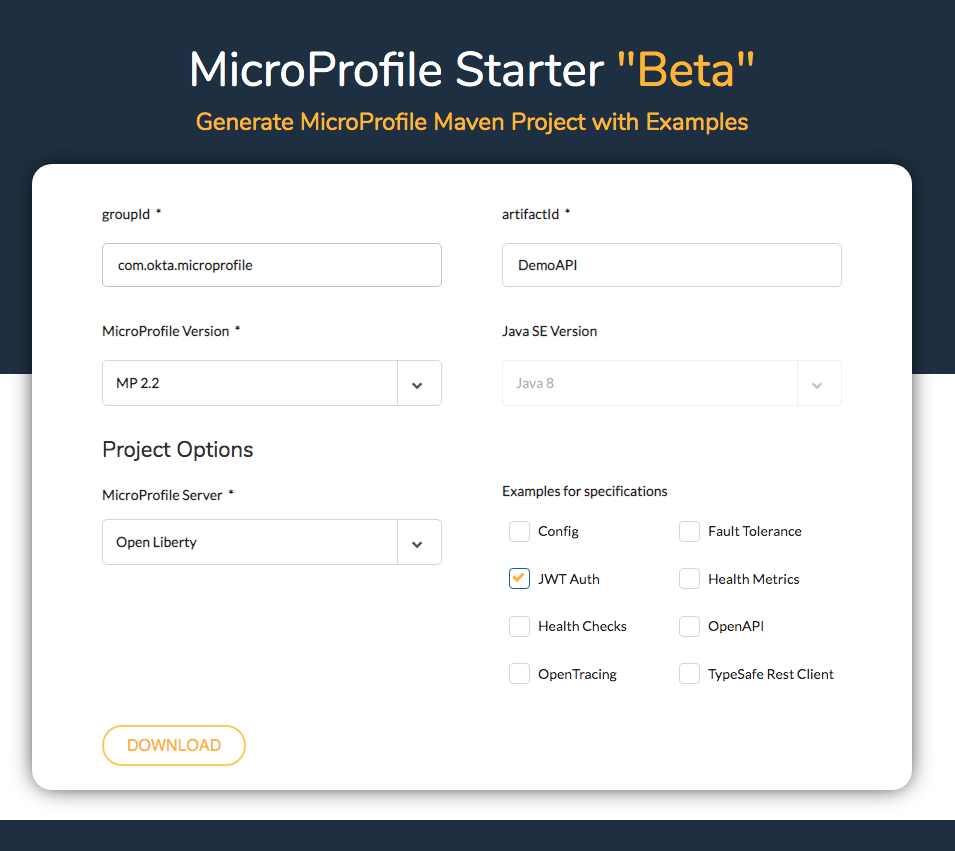 MicroProfile Starter "Beta"
Generate MicroProfile Maven Project with Examples
groupId *
artifactId *
com.okta.microprofile
DemoAPI
MicroProfile Version *
Java SE Version
MP 2.2
Java 8
Project Options
MicroProfile Server *
Examples for specifications
Open Liberty
Config
Fault Tolerance
JWT Auth
Health Metrics
Health Checks
OpenAPI
OpenTracing
TypeSafe Rest Client
DOWNLOAD